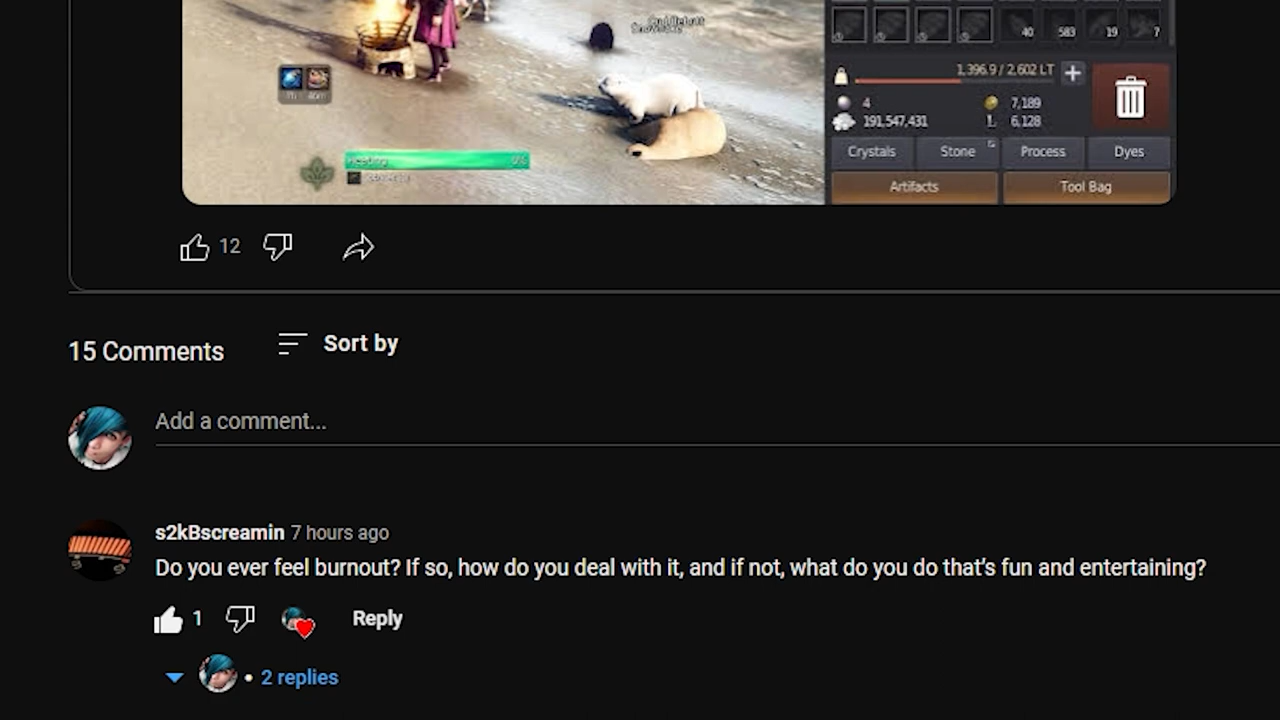 40 583 19 7
1,396.9 / 2,602 LT
4 7,189
191,547,431 6,128
Crystals Stone Process Dyes
Artifacts Tool Bag
0%
12
15 Comments Sort by
Add a comment...
s2kBscreamin 7 hours ago
Do you ever feel burnout? If so, how do you deal with it, and if not, what do you do that's fun and entertaining?
1 Reply
• 2 replies